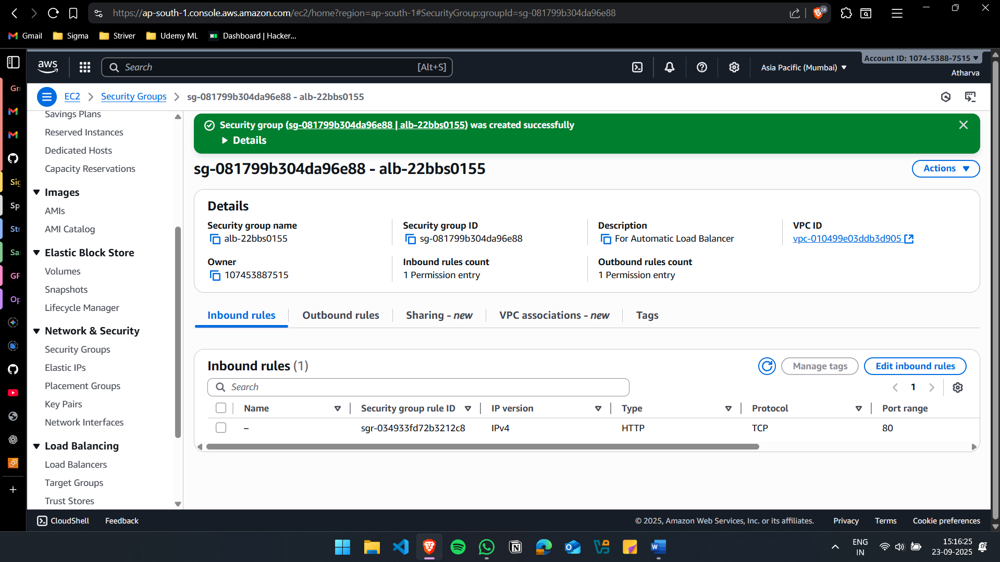 https://ap-south-1.console.aws.amazon.com/ec2/home?region=ap-south-1#SecurityGroup:groupId=sg-081799b304da96e88
24
Gmail
Sigma
Striver
Udemy ML
Dashboard | Hacker...
aws
Search
[Alt+S]
Asia Pacific (Mumbai)
Account ID: 1074-5388-7515
Atharva
EC2
Security Groups
sg-081799b304da96e88 - alb-22bbs0155
Savings Plans
Reserved Instances
Dedicated Hosts
Capacity Reservations
Images
AMIs
AMI Catalog
Elastic Block Store
Volumes
Snapshots
Lifecycle Manager
Network & Security
Security Groups
Elastic IPs
Placement Groups
Key Pairs
Network Interfaces
Load Balancing
Load Balancers
Target Groups
Trust Stores
Security group (sg-081799b304da96e88 | alb-22bbs0155) was created successfully
Details
sg-081799b304da96e88 - alb-22bbs0155
Actions
Details
Security group name
alb-22bbs0155
Security group ID
sg-081799b304da96e88
Description
For Automatic Load Balancer
VPC ID
vpc-010499e03ddb3d905
Owner
107453887515
Inbound rules count
1 Permission entry
Outbound rules count
1 Permission entry
Inbound rules
Outbound rules
Sharing - new
VPC associations - new
Tags
Inbound rules (1)
Manage tags
Edit inbound rules
Search
1
Name
Security group rule ID
IP version
Type
Protocol
Port range
–
sgr-034933fd72b3212c8
IPv4
HTTP
TCP
80
CloudShell
Feedback
© 2025, Amazon Web Services, Inc. or its affiliates.
Privacy
Terms
Cookie preferences
ENG
IN
15:16:25
23-09-2025